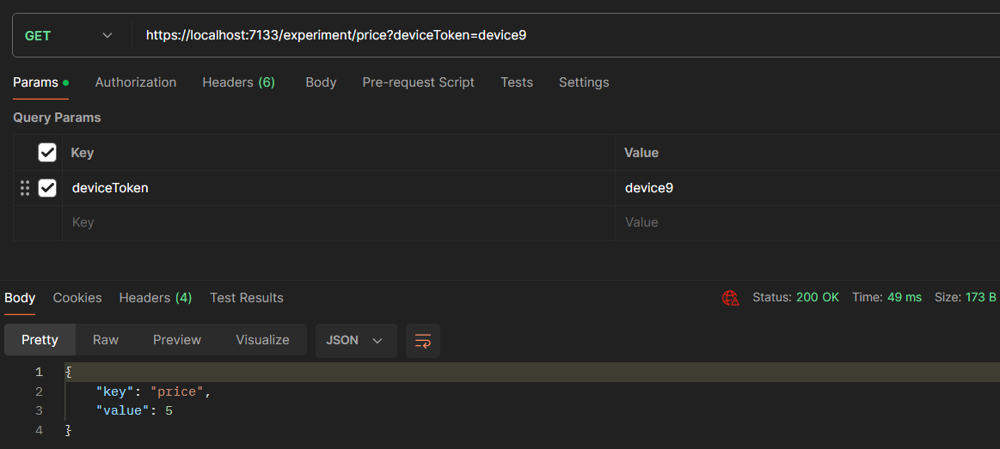 GET https://localhost:7133/experiment/price?deviceToken=device9
Params Authorization Headers (6) Body Pre-request Script Tests Settings
Query Params
Key Value
deviceToken device9
Key Value
Body Cookies Headers (4) Test Results Status: 200 OK Time: 49 ms Size: 173 B
Pretty Raw Preview Visualize JSON
1 {
2 "key": "price",
3 "value": 5
4 }